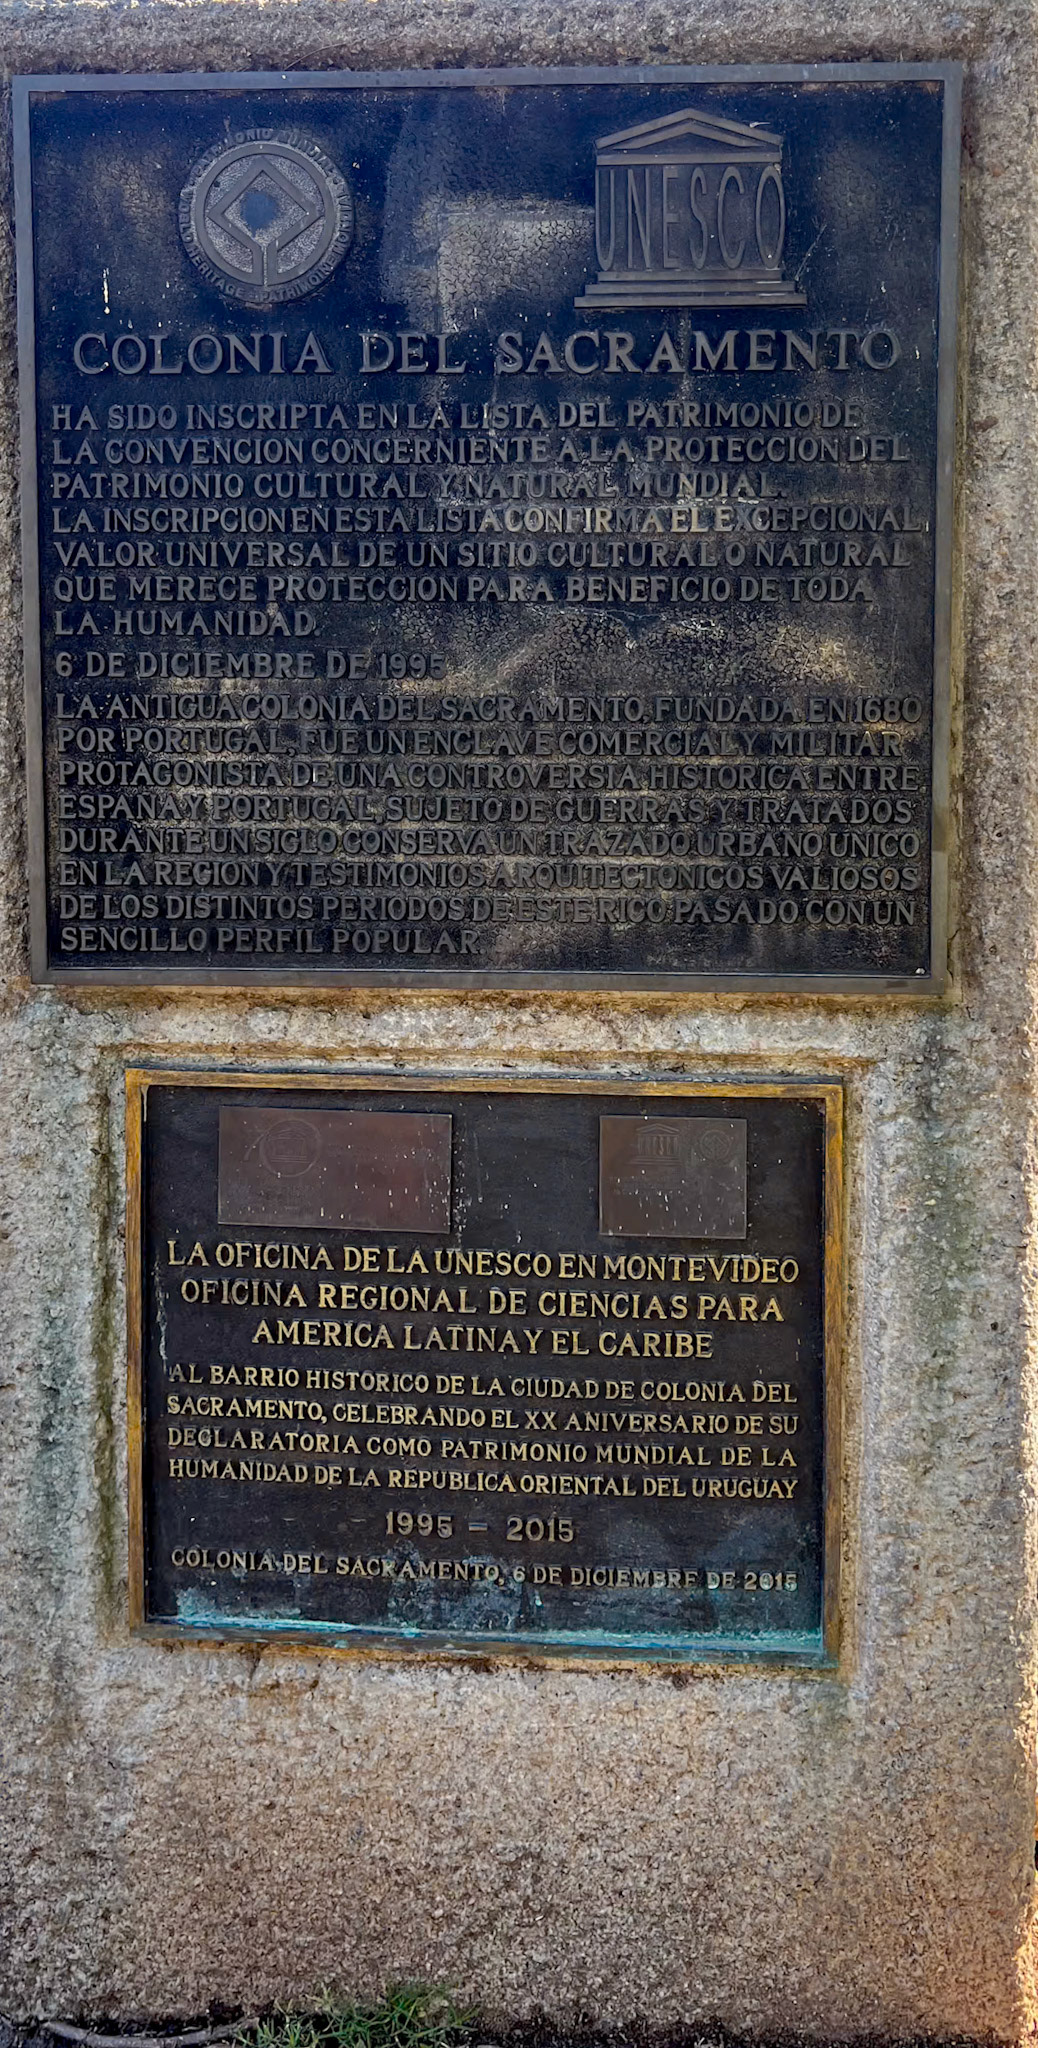 PATRIMONIO MUNDIAL
WORLD HERITAGE
PATRIMOINE MONDIAL
UNESCO
COLONIA DEL SACRAMENTO
HA SIDO INSCRIPTA EN LA LISTA DEL PATRIMONIO DE
LA CONVENCION CONCERNIENTE A LA PROTECCION DEL
PATRIMONIO CULTURAL Y NATURAL MUNDIAL.
LA INSCRIPCION EN ESTA LISTA CONFIRMA EL EXCEPCIONAL
VALOR UNIVERSAL DE UN SITIO CULTURAL O NATURAL
QUE MERECE PROTECCION PARA BENEFICIO DE TODA
LA HUMANIDAD.
6 DE DICIEMBRE DE 1995
LA ANTIGUA COLONIA DEL SACRAMENTO, FUNDADA EN 1680
POR PORTUGAL, FUE UN ENCLAVE COMERCIAL Y MILITAR
PROTAGONISTA DE UNA CONTROVERSIA HISTORICA ENTRE
ESPAÑA Y PORTUGAL, SUJETO DE GUERRAS Y TRATADOS
DURANTE UN SIGLO CONSERVA UN TRAZADO URBANO UNICO
EN LA REGION Y TESTIMONIOS ARQUITECTONICOS VALIOSOS
DE LOS DISTINTOS PERIODOS DE ESTE RICO PASADO CON UN
SENCILLO PERFIL POPULAR.
UNESCO
LA OFICINA DE LA UNESCO EN MONTEVIDEO
OFICINA REGIONAL DE CIENCIAS PARA
AMERICA LATINA Y EL CARIBE
AL BARRIO HISTORICO DE LA CIUDAD DE COLONIA DEL
SACRAMENTO, CELEBRANDO EL XX ANIVERSARIO DE SU
DECLARATORIA COMO PATRIMONIO MUNDIAL DE LA
HUMANIDAD DE LA REPUBLICA ORIENTAL DEL URUGUAY
1995 - 2015
COLONIA DEL SACRAMENTO, 6 DE DICIEMBRE DE 2015